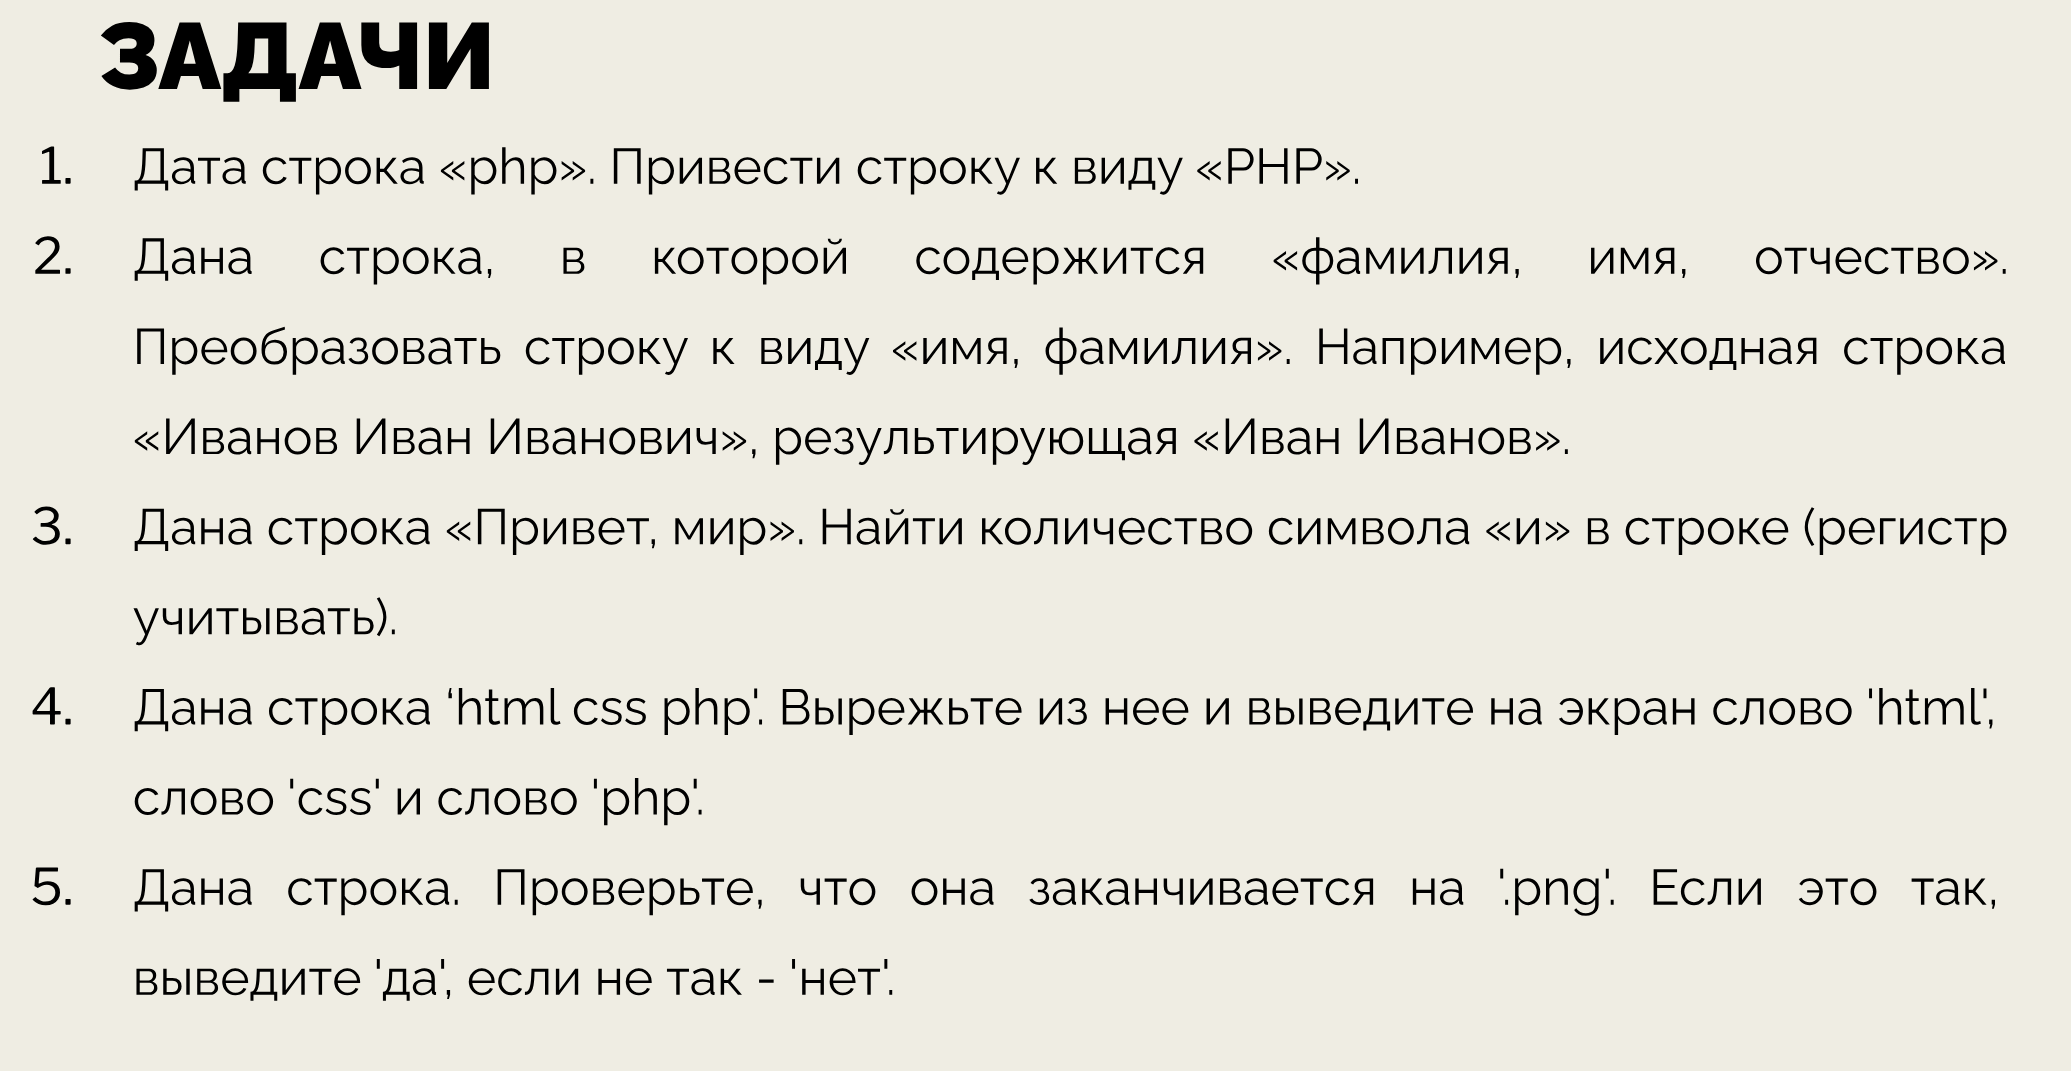 ЗАДАЧИ
1. Дата строка «php». Привести строку к виду «PHP».
2. Дана строка, в которой содержится «фамилия, имя, отчество».
Преобразовать строку к виду «имя, фамилия». Например, исходная строка
«Иванов Иван Иванович», результирующая «Иван Иванов».
3. Дана строка «Привет, мир». Найти количество символа «и» в строке (регистр
учитывать).
4. Дана строка ‘html css php'. Вырежьте из нее и выведите на экран слово 'html',
слово 'css' и слово 'php'.
5. Дана строка. Проверьте, что она заканчивается на '.png'. Если это так,
выведите 'да', если не так - 'нет'.